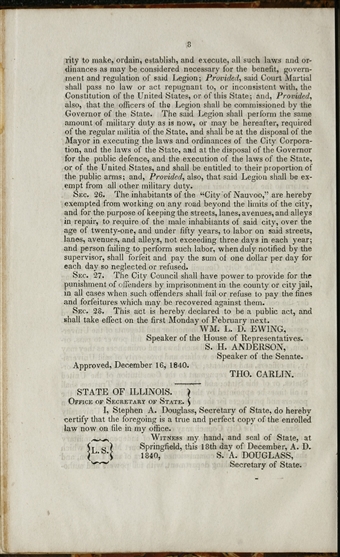 8
rity to make, ordain, establish, and execute, all such laws and or-
dinances as may be considered necessary for the benefit, govern-
ment and regulation of said Legion; Provided, said Court Martial
shall pass no law or act repugnant to, or inconsistent with, the
Constitution of the United States, or of this State; and, Provided,
also, that the officers of the Legion shall be commissioned by the
Governor of the State. The said Legion shall perform the same
amount of military duty as is now, or may be hereafter, required
of the regular militia of the State, and shall be at the disposal of the
Mayor in executing the laws and ordinances of the City Corpora-
tion, and the laws of the State, and at the disposal of the Governor
for the public defence, and the execution of the laws of the State,
or of the United States, and shall be entitled to their proportion of
the public arms; and, Provided, also, that said Legion shall be ex-
empt from all other military duty.
SEC. 26. The inhabitants of the "City of Nauvoo," are hereby
exempted from working on any road beyond the limits of the city,
and for the purpose of keeping the streets, lanes, avenues, and alleys
in repair, to require of the male inhabitants of said city, over the
age of twenty-one, and under fifty years, to labor on said streets,
lanes, avenues, and alleys, not exceeding three days in each year;
and person failing to perform such labor, when duly notified by the
supervisor, shall forfeit and pay the sum of one dollar per day for
each day so neglected or refused.
SEC. 27. The City Council shall have power to provide for the
punishment of offenders by imprisonment in the county or city jail,
in all cases when such offenders shall fail or refuse to pay the fines
and forfeitures which may be recovered against them.
SEC. 28. This act is hereby declared to be a public act, and
shall take effect on the first Monday of February next.
WM. L. D. EWING,
Speaker of the House of Representatives.
S. H. ANDERSON,
Speaker of the Senate.
Approved, December 16, 1840.
THO. CARLIN.
STATE OF ILLINOIS. }
OFFICE OF SECRETARY OF STATE. }
I, Stephen A. Douglass, Secretary of State, do hereby
certify that the foregoing is a true and perfect copy of the enrolled
law now on file in my office.
WITNESS my hand, and seal of State, at
{L.S.} Springfield, this 18th day of December, A. D.
1840, S. A. DOUGLASS,
Secretary of State.